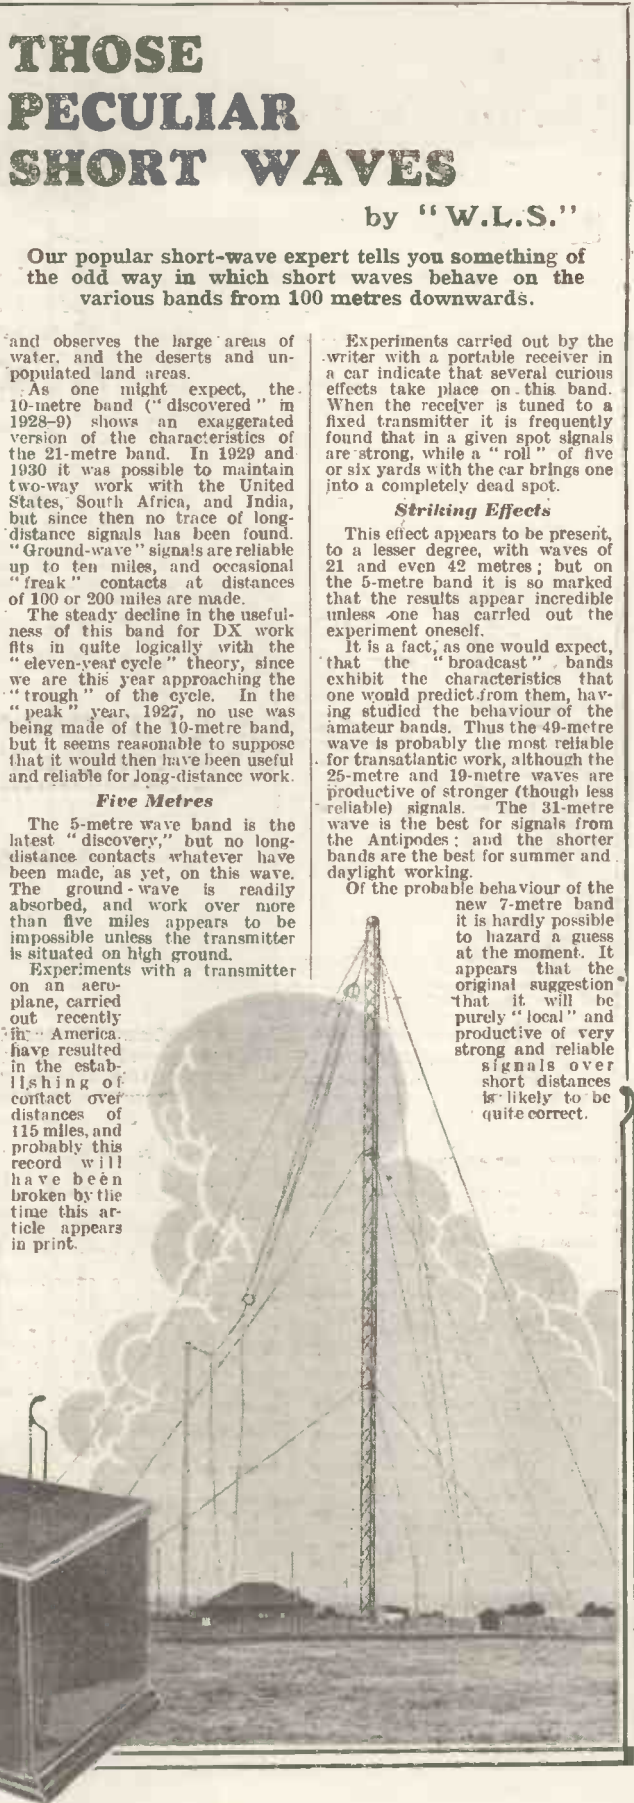 THOSE
PECULIAR
SHORT WAVES
by "W.L.S."
Our popular short-wave expert tells you something of
the odd way in which short waves behave on the
various bands from 100 metres downwards.
and observes the large areas of
water, and the deserts and un-
populated land areas.
As one might expect, the
10-metre band ("discovered" in
1928-9) shows an exaggerated
version of the characteristics of
the 21-metre band. In 1929 and
1930 it was possible to maintain
two-way work with the United
States, South Africa, and India,
but since then no trace of long-
distance signals has been found.
"Ground-wave" signals are reliable
up to ten miles, and occasional
"freak" contacts at distances
of 100 or 200 miles are made.
The steady decline in the useful-
ness of this band for DX work
fits in quite logically with the
"eleven-year cycle" theory, since
we are this year approaching the
"trough" of the cycle. In the
"peak" year, 1927, no use was
being made of the 10-metre band,
but it seems reasonable to suppose
that it would then have been useful
and reliable for long-distance work.
Five Metres
The 5-metre wave band is the
latest "discovery," but no long-
distance contacts whatever have
been made, as yet, on this wave.
The ground-wave is readily
absorbed, and work over more
than five miles appears to be
impossible unless the transmitter
is situated on high ground.
Experiments with a transmitter
on an aero-
plane, carried
out recently
in America,
have resulted
in the estab-
lishing of
contact over
distances of
115 miles, and
probably this
record will
have been
broken by the
time this ar-
ticle appears
in print.
Experiments carried out by the
writer with a portable receiver in
a car indicate that several curious
effects take place on this band.
When the receiver is tuned to a
fixed transmitter it is frequently
found that in a given spot signals
are strong, while a "roll" of five
or six yards with the car brings one
into a completely dead spot.
Striking Effects
This effect appears to be present,
to a lesser degree, with waves of
21 and even 42 metres; but on
the 5-metre band it is so marked
that the results appear incredible
unless one has carried out the
experiment oneself.
It is a fact, as one would expect,
that the "broadcast" bands
exhibit the characteristics that
one would predict from them, hav-
ing studied the behaviour of the
amateur bands. Thus the 49-metre
wave is probably the most reliable
for transatlantic work, although the
25-metre and 19-metre waves are
productive of stronger (though less
reliable) signals. The 31-metre
wave is the best for signals from
the Antipodes; and the shorter
bands are the best for summer and
daylight working.
Of the probable behaviour of the
new 7-metre band
it is hardly possible
to hazard a guess
at the moment. It
appears that the
original suggestion
that it will be
purely "local" and
productive of very
strong and reliable
signals over
short distances
is likely to be
quite correct.